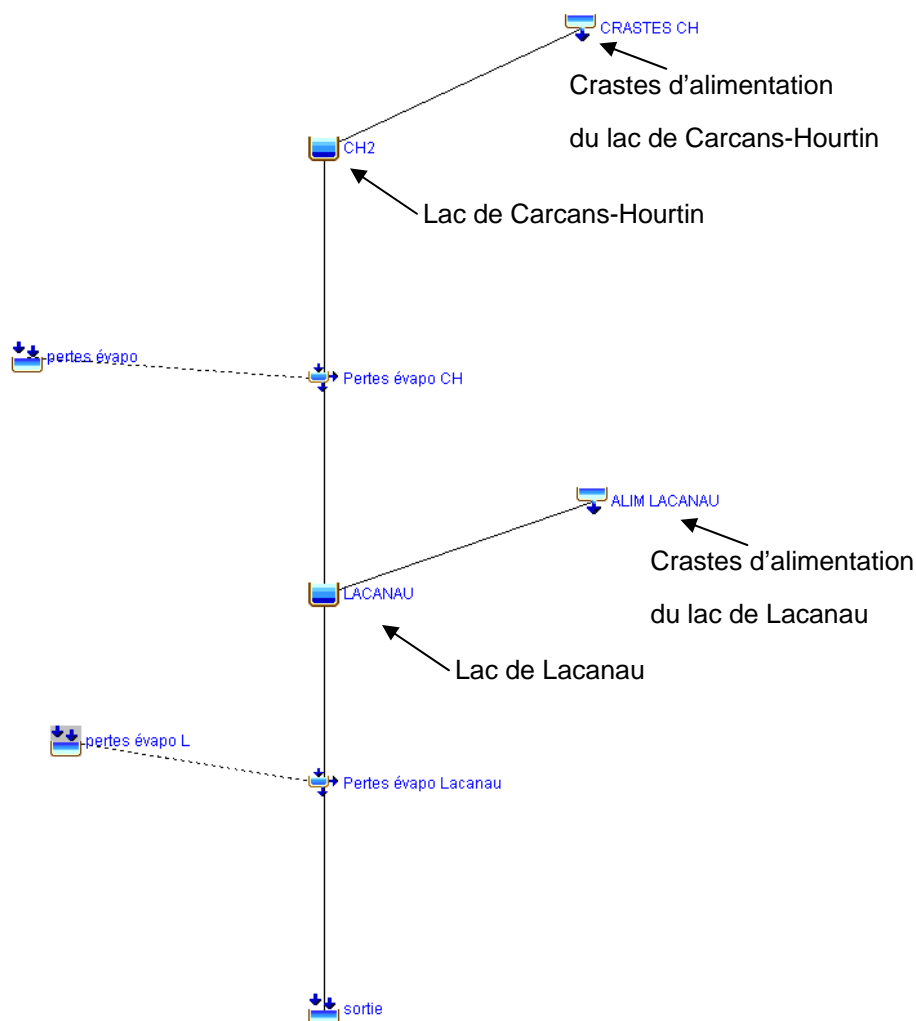 CRASTES CH
Crastes d’alimentation
du lac de Carcans-Hourtin
CH2
Lac de Carcans-Hourtin
pertes évapo
Pertes évapo CH
ALIM LACANAU
Crastes d’alimentation
du lac de Lacanau
LACANAU
Lac de Lacanau
pertes évapo L
Pertes évapo Lacanau
sortie